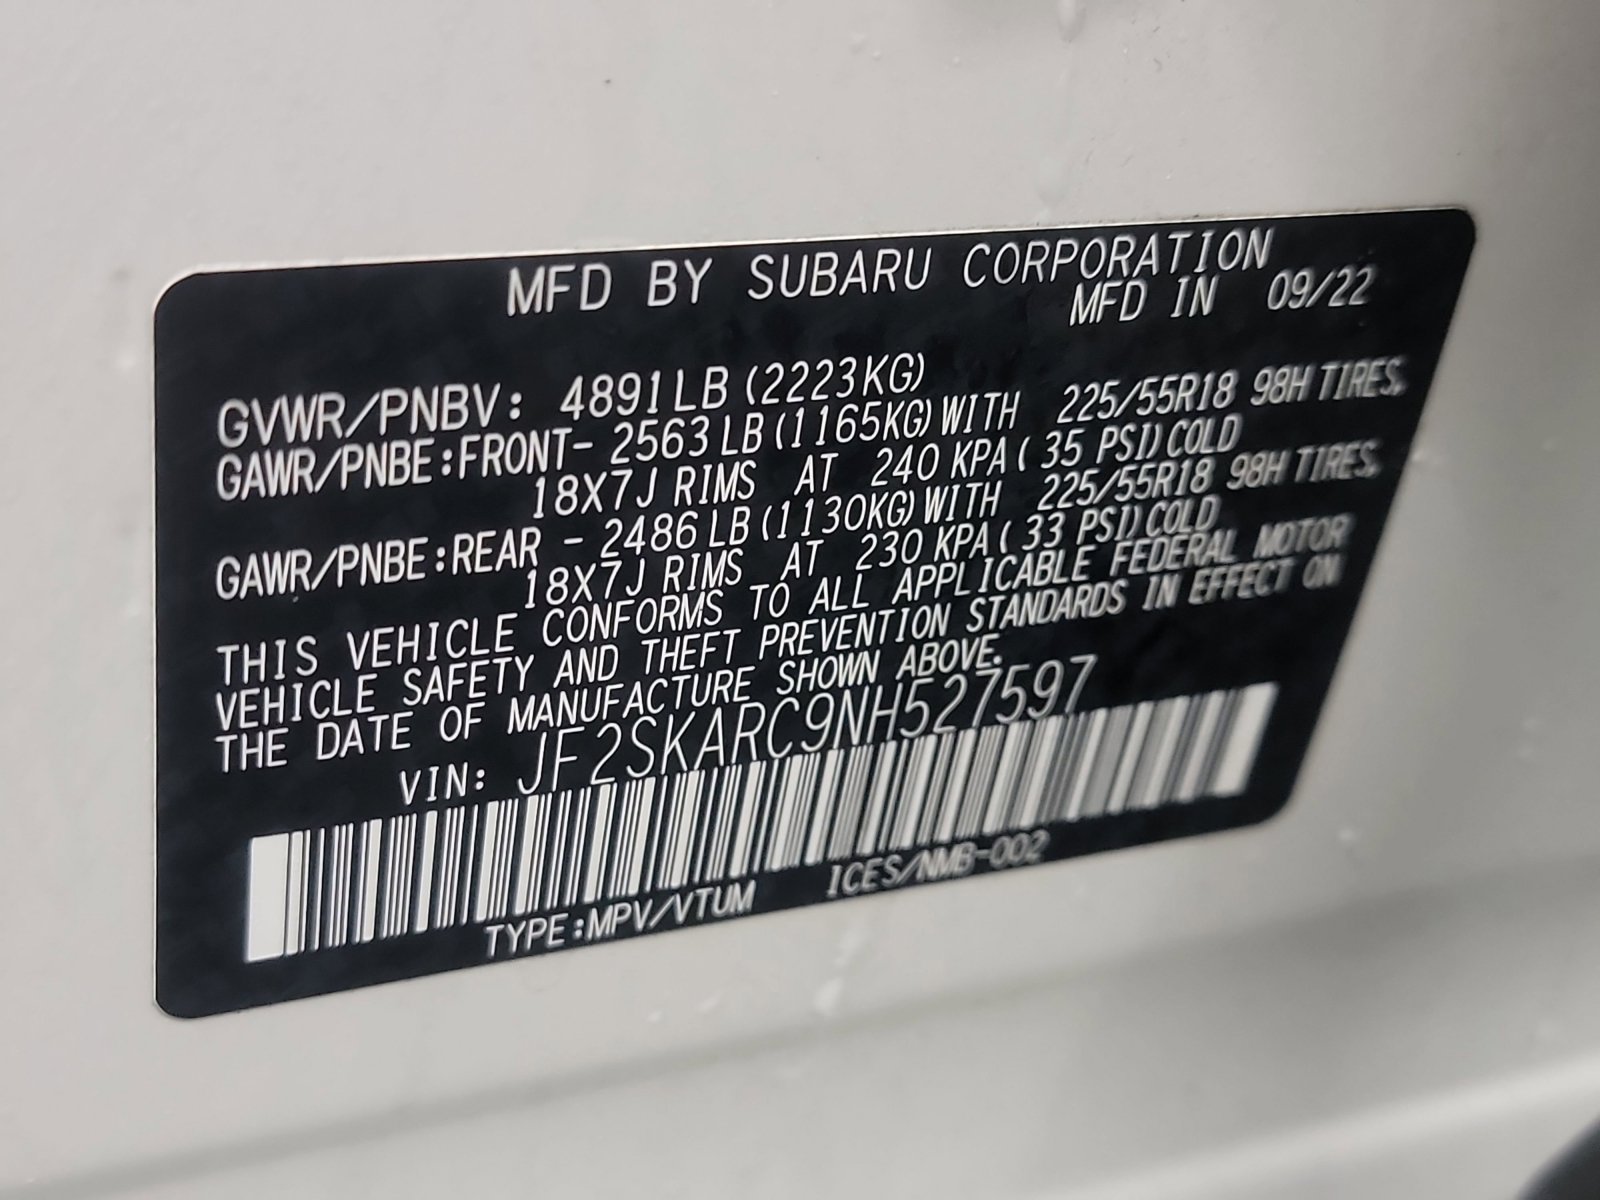 MFD BY SUBARU CORPORATION
MFD IN 09/22
GVWR/PNBV: 4891LB (2223KG)
GAWR/PNBE:FRONT- 2563LB (1165KG) WITH 225/55R18 98H TIRES,
18X7J RIMS AT 240 KPA ( 35 PSI) COLD
GAWR/PNBE:REAR - 2486LB (1130KG) WITH 225/55R18 98H TIRES,
18X7J RIMS AT 230 KPA ( 33 PSI) COLD
THIS VEHICLE CONFORMS TO ALL APPLICABLE FEDERAL MOTOR
VEHICLE SAFETY AND THEFT PREVENTION STANDARDS IN EFFECT ON
THE DATE OF MANUFACTURE SHOWN ABOVE.
VIN: JF2SKARC9NH527597
TYPE:MPV/VTUM ICES/NMB-002